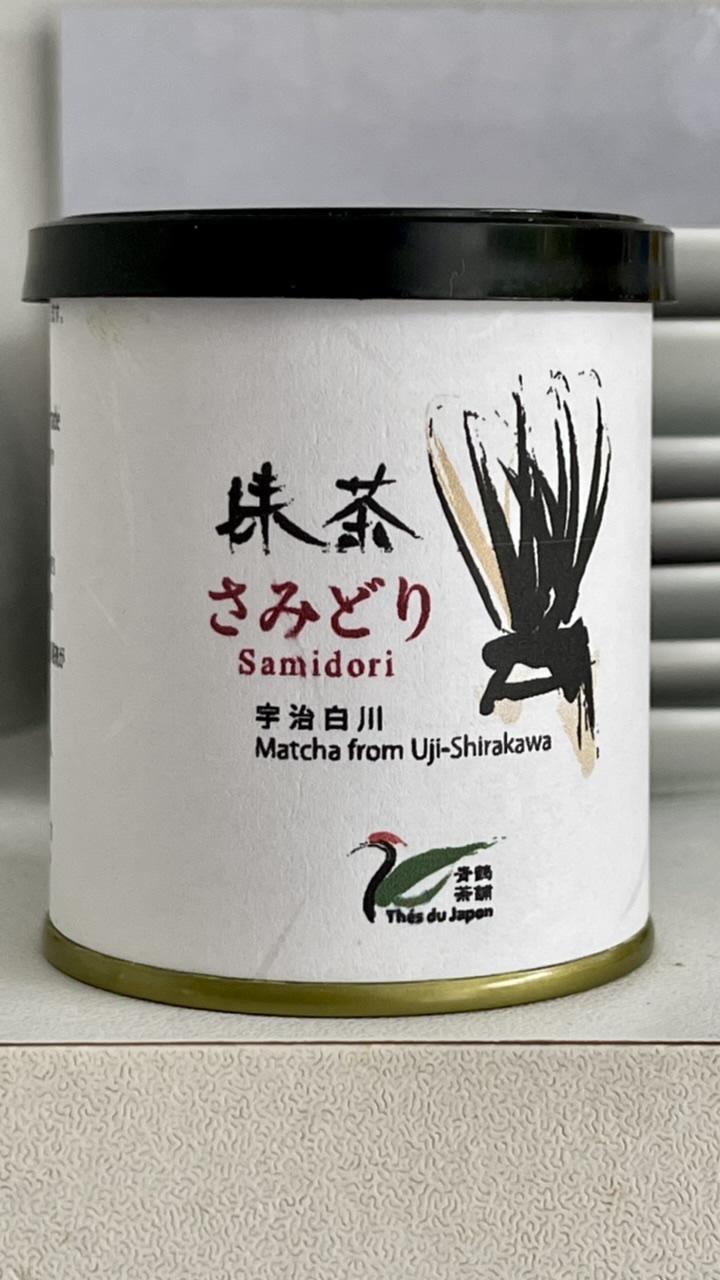 抹茶
さみどり
Samidori
宇治白川
Matcha from Uji-Shirakawa
青鶴
茶舗
Thés du Japon